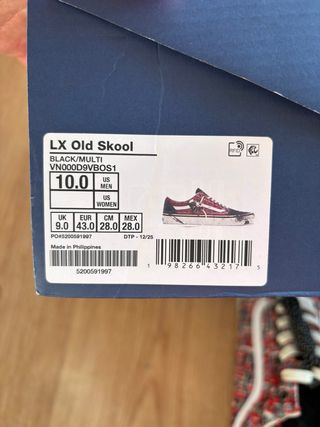 LX Old Skool
BLACK/MULTI
VN000D9VBOS1
10.0 US MEN
US WOMEN
UK 9.0 EUR 43.0 CM 28.0 MEX 28.0
PO#5200591997 DTP - 12/25
Made in Philippines
5200591997
1 98266 43217 5
RFID